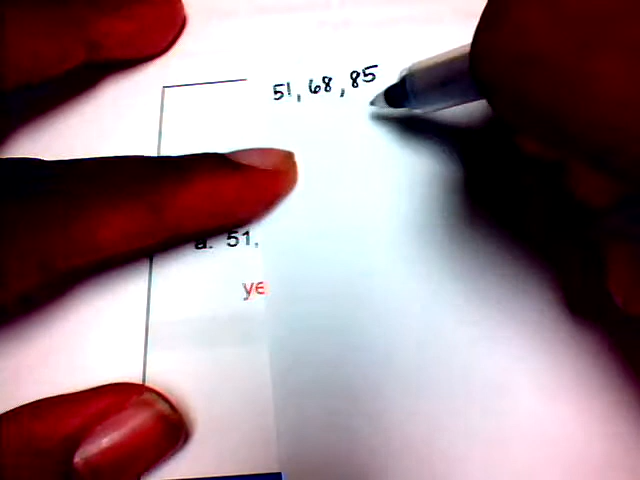 51, 68, 85
a. 51,
ye